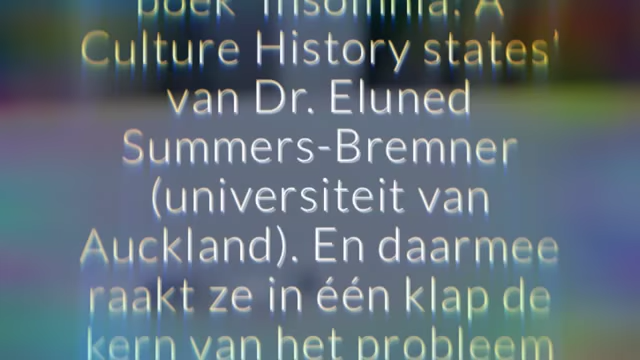 boek 'Insomnia: A
Culture History states'
van Dr. Eluned
Summers-Bremner
(universiteit van
Auckland). En daarmee
raakt ze in één klap de
kern van het probleem